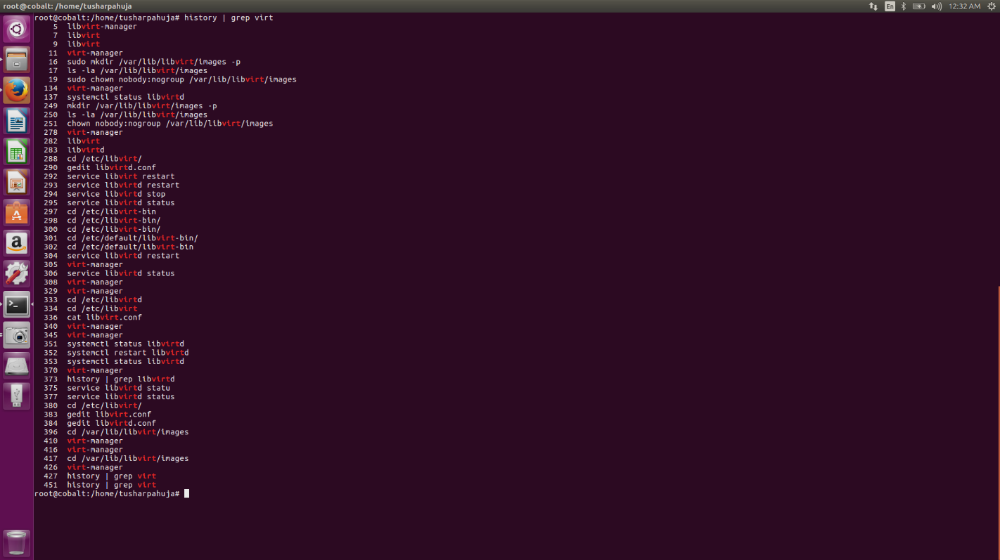 root@cobalt: /home/tusharpahuja
En
12:32 AM
root@cobalt:/home/tusharpahuja# history | grep virt
5 libvirt-manager
7 libvirt
9 libvirt
11 virt-manager
16 sudo mkdir /var/lib/libvirt/images -p
17 ls -la /var/lib/libvirt/images
19 sudo chown nobody:nogroup /var/lib/libvirt/images
134 virt-manager
137 systemctl status libvirtd
249 mkdir /var/lib/libvirt/images -p
250 ls -la /var/lib/libvirt/images
251 chown nobody:nogroup /var/lib/libvirt/images
278 virt-manager
282 libvirt
283 libvirtd
288 cd /etc/libvirt/
290 gedit libvirtd.conf
292 service libvirt restart
293 service libvirtd restart
294 service libvirtd stop
295 service libvirtd status
297 cd /etc/libvirt-bin
298 cd /etc/libvirt-bin/
300 cd /etc/libvirt-bin/
301 cd /etc/default/libvirt-bin/
302 cd /etc/default/libvirt-bin
304 service libvirtd restart
305 virt-manager
306 service libvirtd status
308 virt-manager
329 virt-manager
333 cd /etc/libvirtd
334 cd /etc/libvirt
336 cat libvirt.conf
340 virt-manager
345 virt-manager
351 systemctl status libvirtd
352 systemctl restart libvirtd
353 systemctl status libvirtd
370 virt-manager
373 history | grep libvirtd
375 service libvirtd statu
377 service libvirtd status
380 cd /etc/libvirt/
383 gedit libvirt.conf
384 gedit libvirtd.conf
396 cd /var/lib/libvirt/images
410 virt-manager
416 virt-manager
417 cd /var/lib/libvirt/images
426 virt-manager
427 history | grep virt
451 history | grep virt
root@cobalt:/home/tusharpahuja#